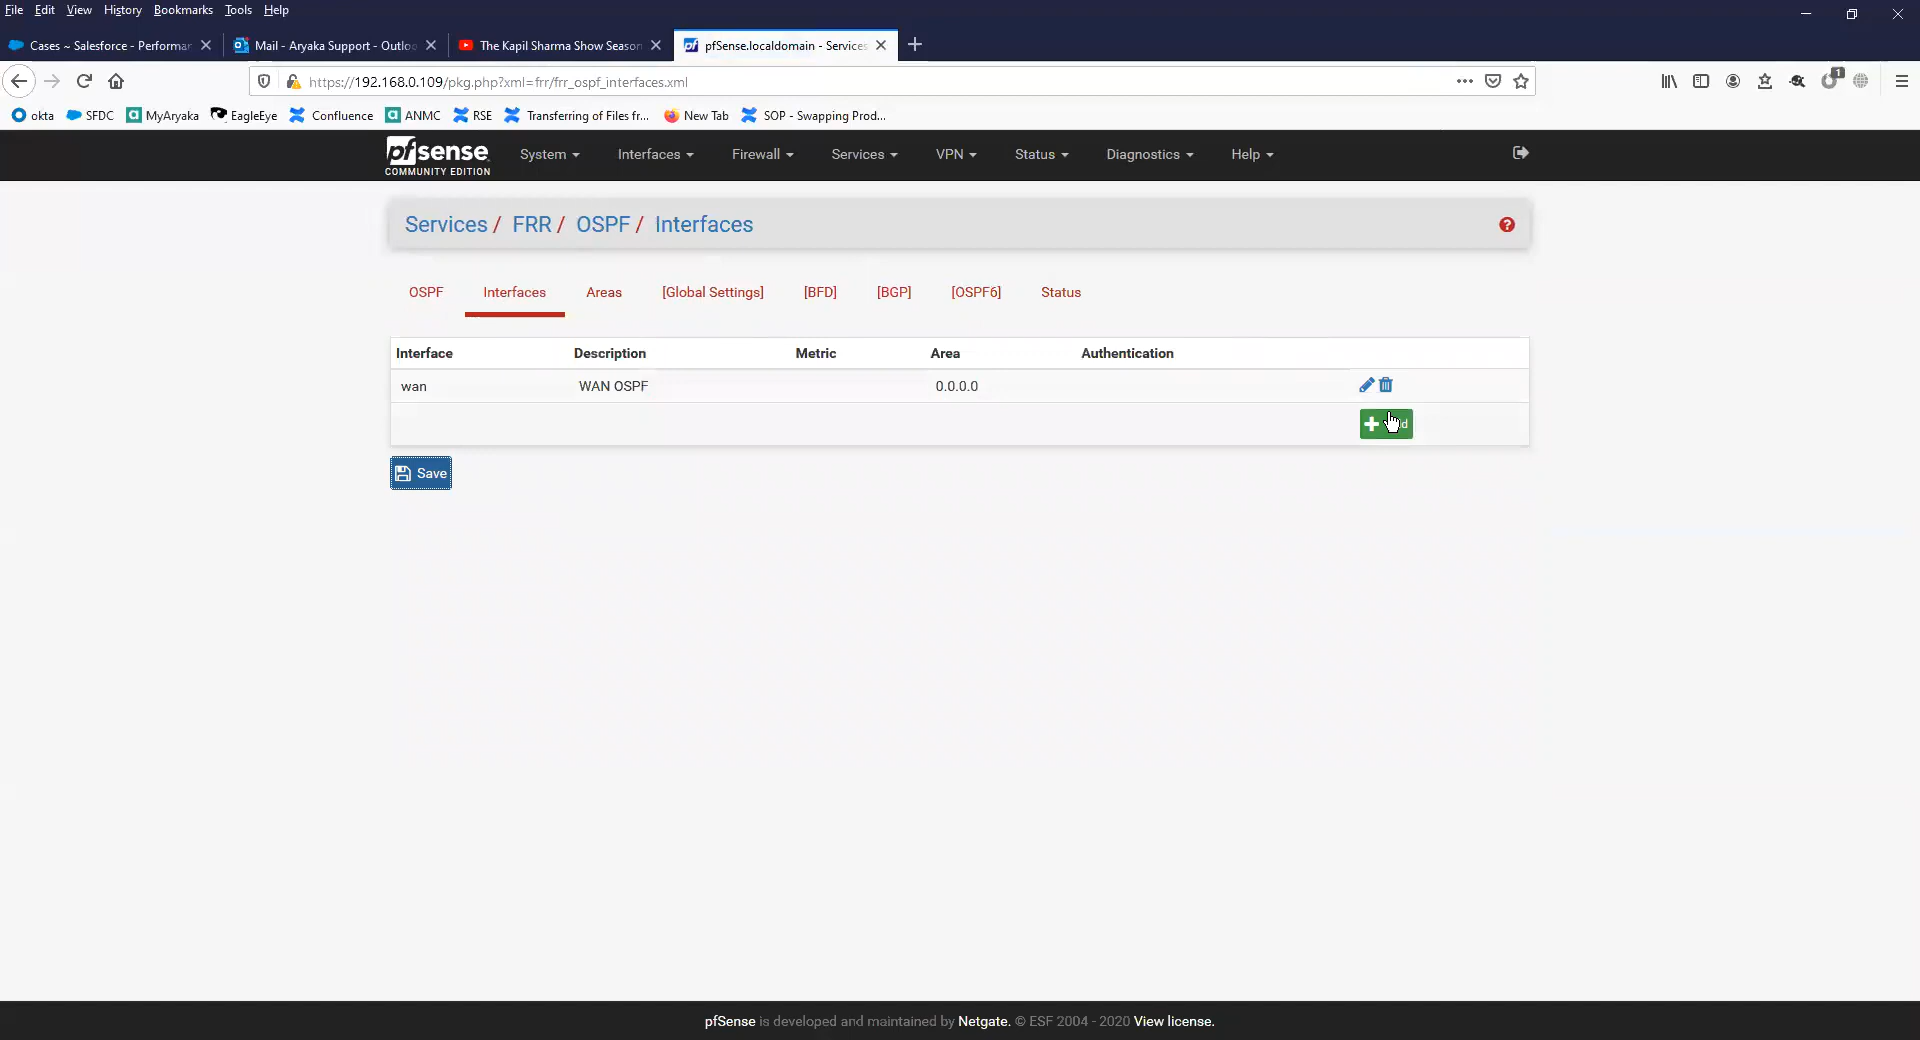 File Edit View History Bookmarks Tools Help
Cases ~ Salesforce - Performar
Mail - Aryaka Support - Outloo
The Kapil Sharma Show Season
pfSense.localdomain - Services
https://192.168.0.109/pkg.php?xml=frr/frr_ospf_interfaces.xml
1
okta SFDC MyAryaka EagleEye Confluence ANMC RSE Transferring of Files fr... New Tab SOP - Swapping Prod...
pfsense
COMMUNITY EDITION
System Interfaces Firewall Services VPN Status Diagnostics Help
Services / FRR / OSPF / Interfaces
OSPF Interfaces Areas [Global Settings] [BFD] [BGP] [OSPF6] Status
Interface Description Metric Area Authentication
wan WAN OSPF 0.0.0.0
Save
pfSense is developed and maintained by Netgate. © ESF 2004 - 2020 View license.